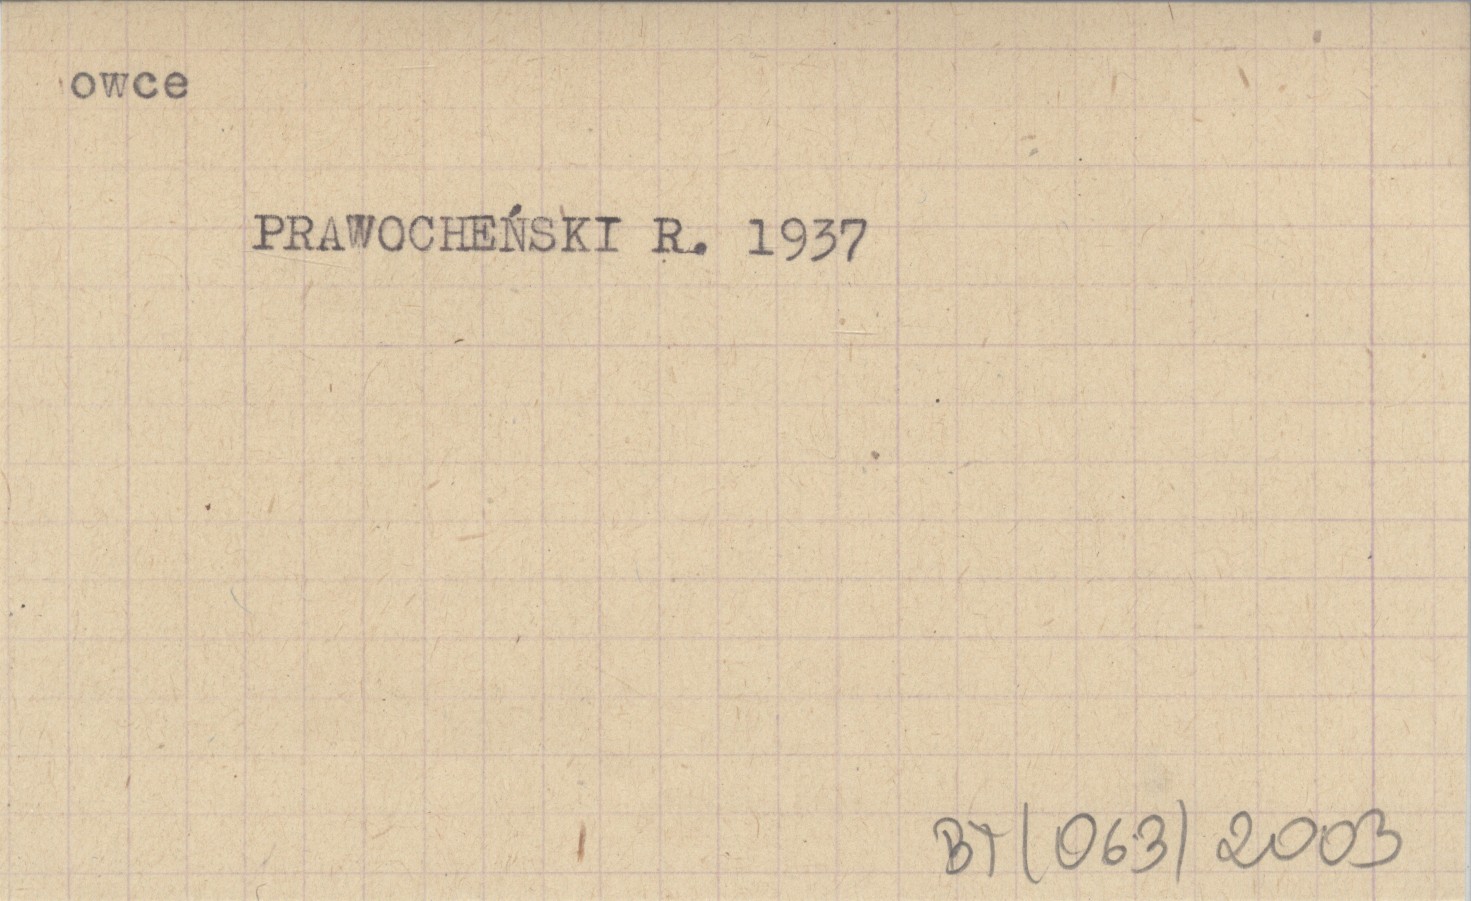 owce
PRAWOCHEŃSKI R. 1937
BT (063) 2003